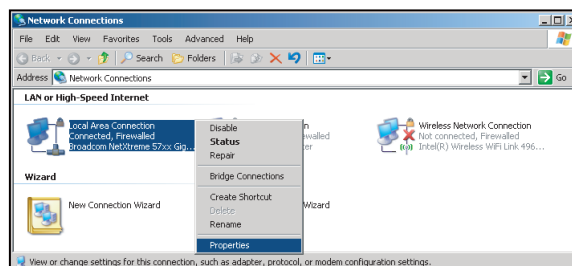 Network Connections
File Edit View Favorites Tools Advanced Help
Back Search Folders
Address Network Connections Go
LAN or High-Speed Internet
Local Area Connection
Connected, Firewalled
Broadcom NetXtreme 57xx Gig...
Disable
Status
Repair
Bridge Connections
Create Shortcut
Delete
Rename
Properties
Wireless Network Connection
Not connected, Firewalled
Intel(R) Wireless WiFi Link 496...
Wizard
New Connection Wizard
Wizard
View or change settings for this connection, such as adapter, protocol, or modem configuration settings.